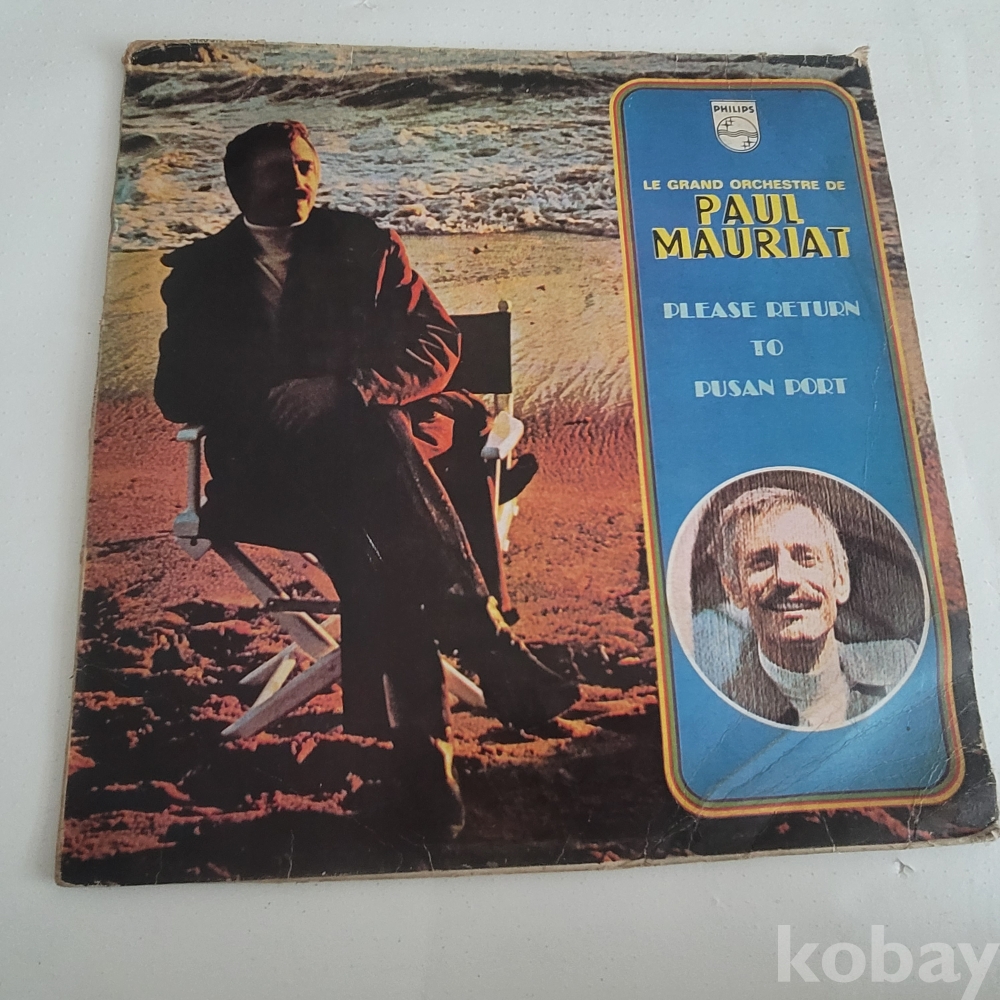 PHILIPS
LE GRAND ORCHESTRE DE
PAUL
MAURIAT
PLEASE RETURN
TO
PUSAN PORT
kobay